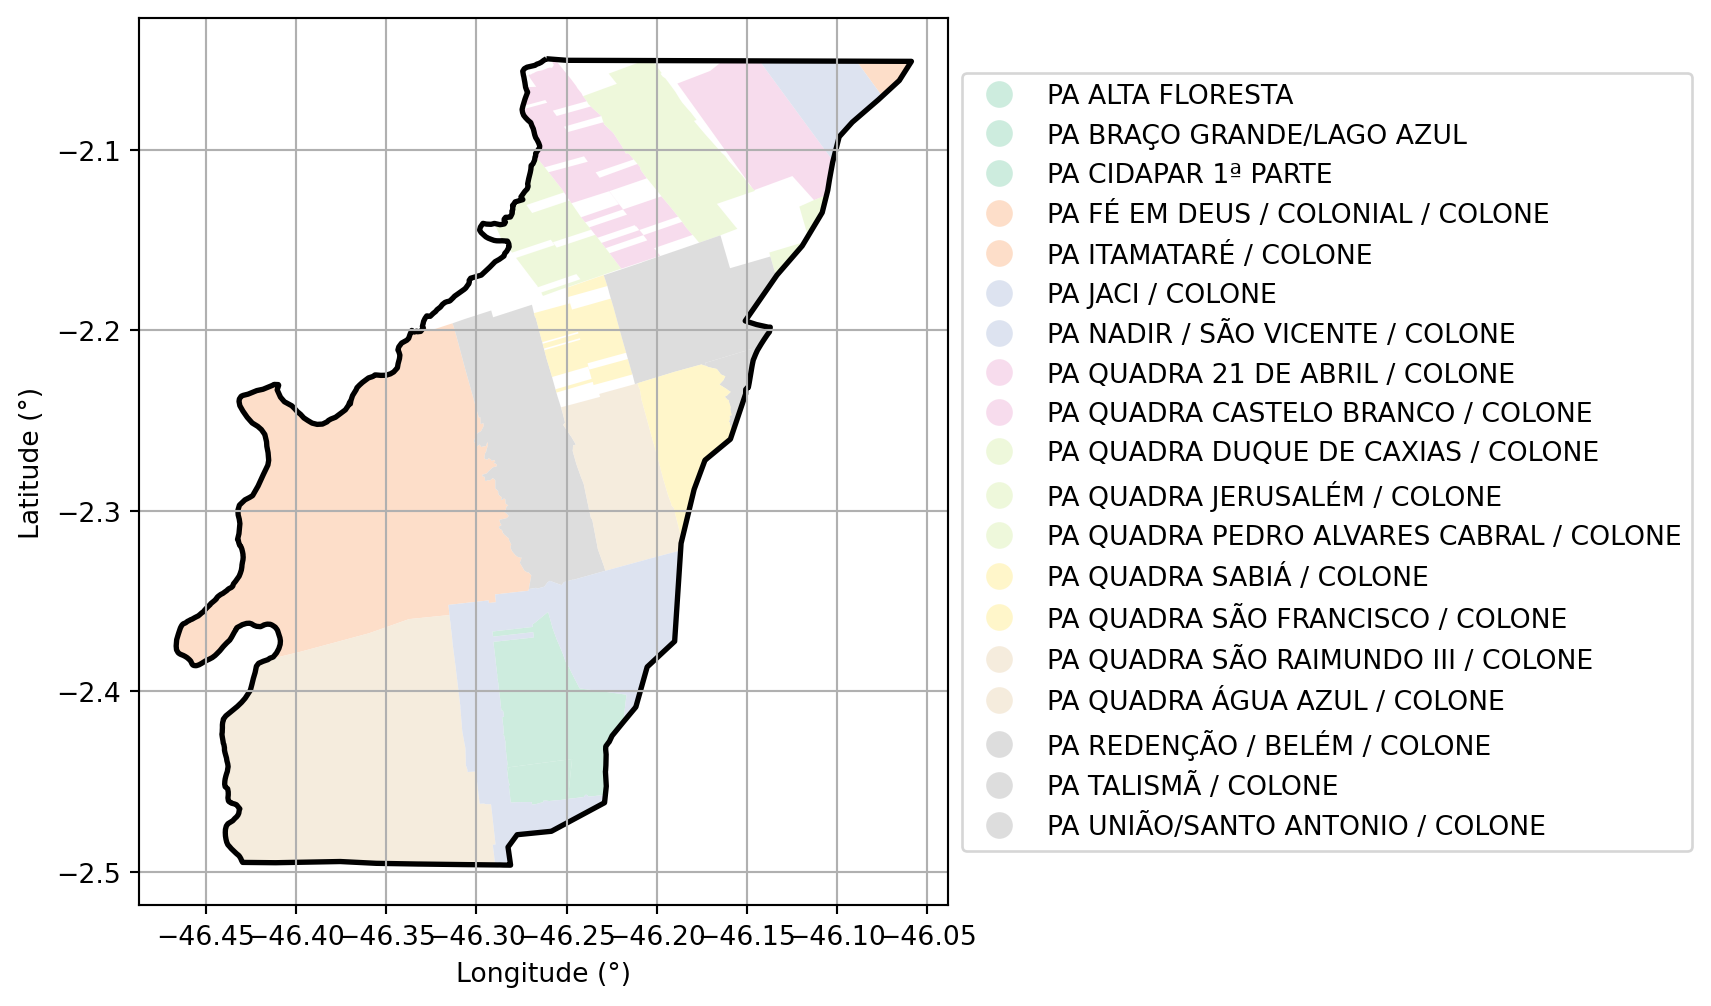 −2.1
−2.2
−2.3
−2.4
−2.5
Latitude (°)
−46.45
−46.40
−46.35
−46.30
−46.25
−46.20
−46.15
−46.10
−46.05
Longitude (°)
PA ALTA FLORESTA
PA BRAÇO GRANDE/LAGO AZUL
PA CIDAPAR 1ª PARTE
PA FÉ EM DEUS / COLONIAL / COLONE
PA ITAMATARÉ / COLONE
PA JACI / COLONE
PA NADIR / SÃO VICENTE / COLONE
PA QUADRA 21 DE ABRIL / COLONE
PA QUADRA CASTELO BRANCO / COLONE
PA QUADRA DUQUE DE CAXIAS / COLONE
PA QUADRA JERUSALÉM / COLONE
PA QUADRA PEDRO ALVARES CABRAL / COLONE
PA QUADRA SABIÁ / COLONE
PA QUADRA SÃO FRANCISCO / COLONE
PA QUADRA SÃO RAIMUNDO III / COLONE
PA QUADRA ÁGUA AZUL / COLONE
PA REDENÇÃO / BELÉM / COLONE
PA TALISMÃ / COLONE
PA UNIÃO/SANTO ANTONIO / COLONE